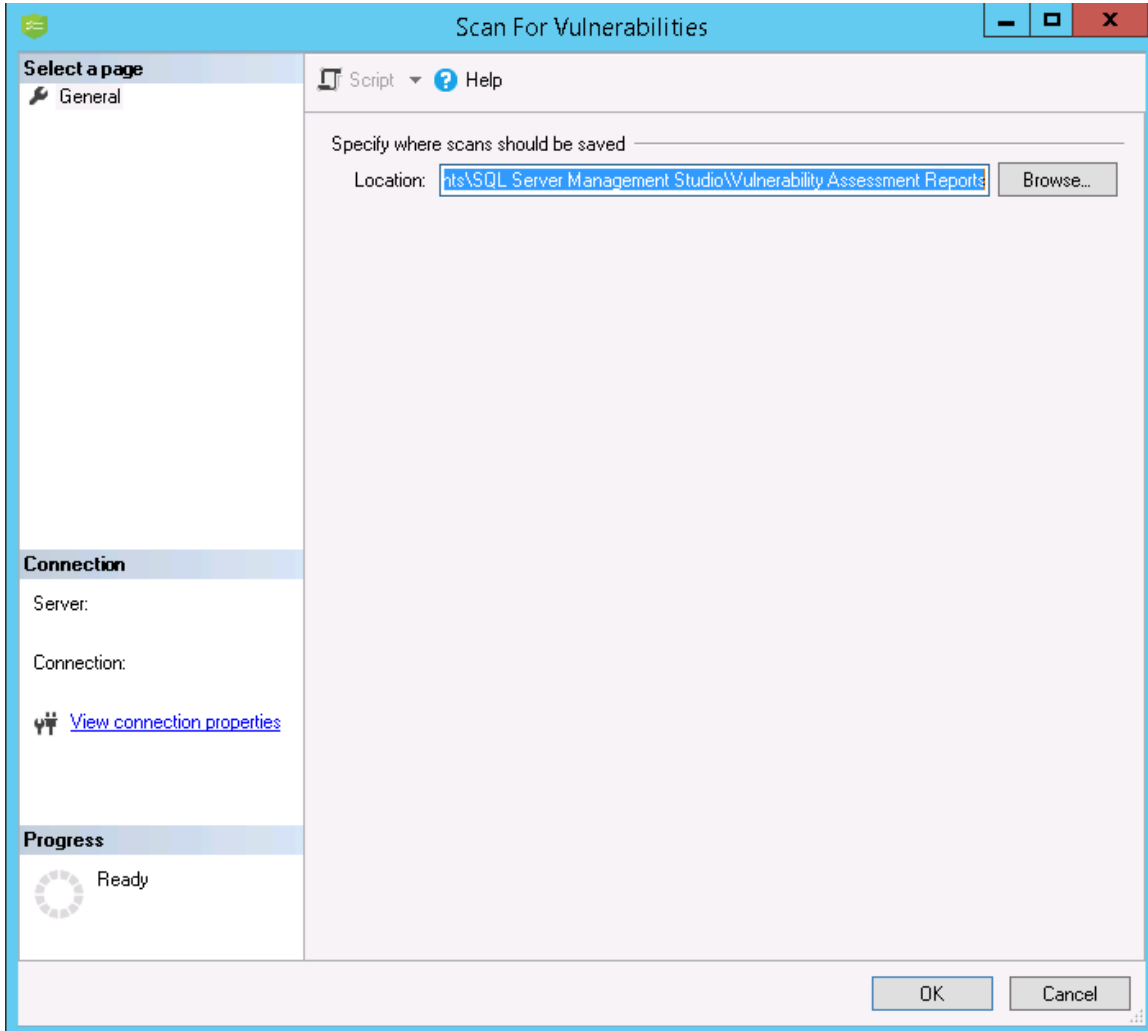 Scan For Vulnerabilities
Select a page
General
Script
Help
Specify where scans should be saved
Location: nts\SQL Server Management Studio\Vulnerability Assessment Reports Browse...
Connection
Server:
Connection:
View connection properties
Progress
Ready
OK Cancel